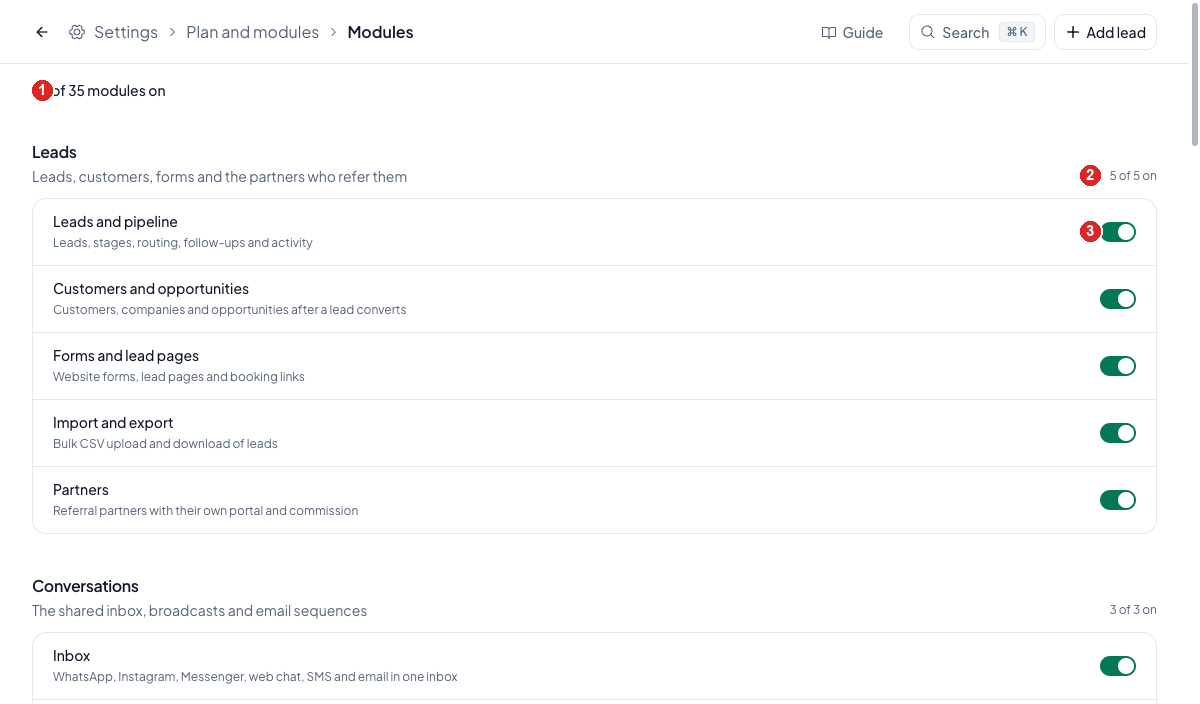 Settings > Plan and modules > Modules
Guide
Search ⌘ K
+ Add lead
1 of 35 modules on
Leads
Leads, customers, forms and the partners who refer them
2 5 of 5 on
Leads and pipeline
Leads, stages, routing, follow-ups and activity
3
Customers and opportunities
Customers, companies and opportunities after a lead converts
Forms and lead pages
Website forms, lead pages and booking links
Import and export
Bulk CSV upload and download of leads
Partners
Referral partners with their own portal and commission
Conversations
The shared inbox, broadcasts and email sequences
3 of 3 on
Inbox
WhatsApp, Instagram, Messenger, web chat, SMS and email in one inbox